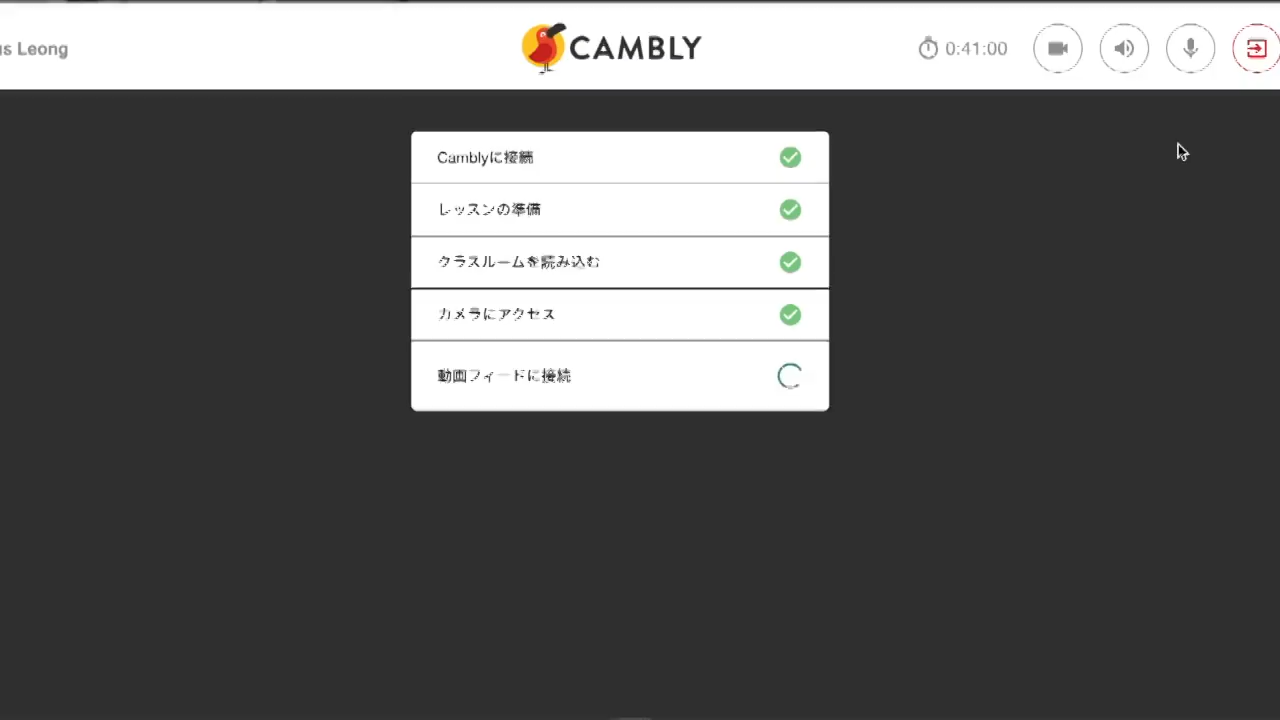 us Leong
CAMBLY
0:41:00
Camblyに接続
レッスンの準備
クラスルームを読み込む
カメラにアクセス
動画フィードに接続